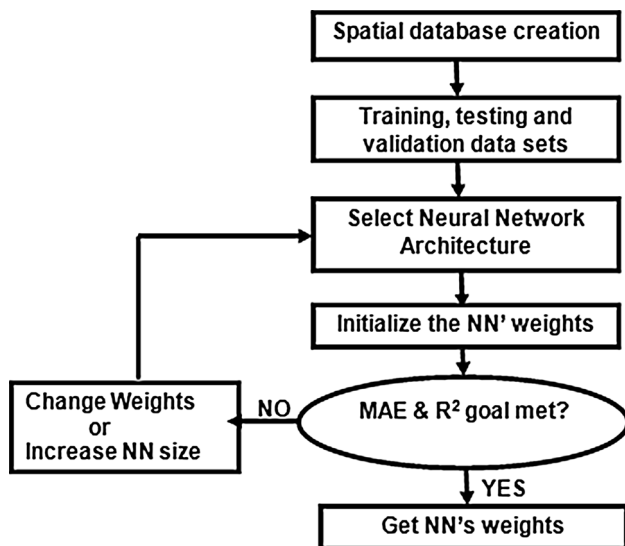 Spatial database creation
Training, testing and
validation data sets
Select Neural Network
Architecture
Initialize the NN' weights
MAE & R² goal met?
NO
Change Weights
or
Increase NN size
YES
Get NN's weights